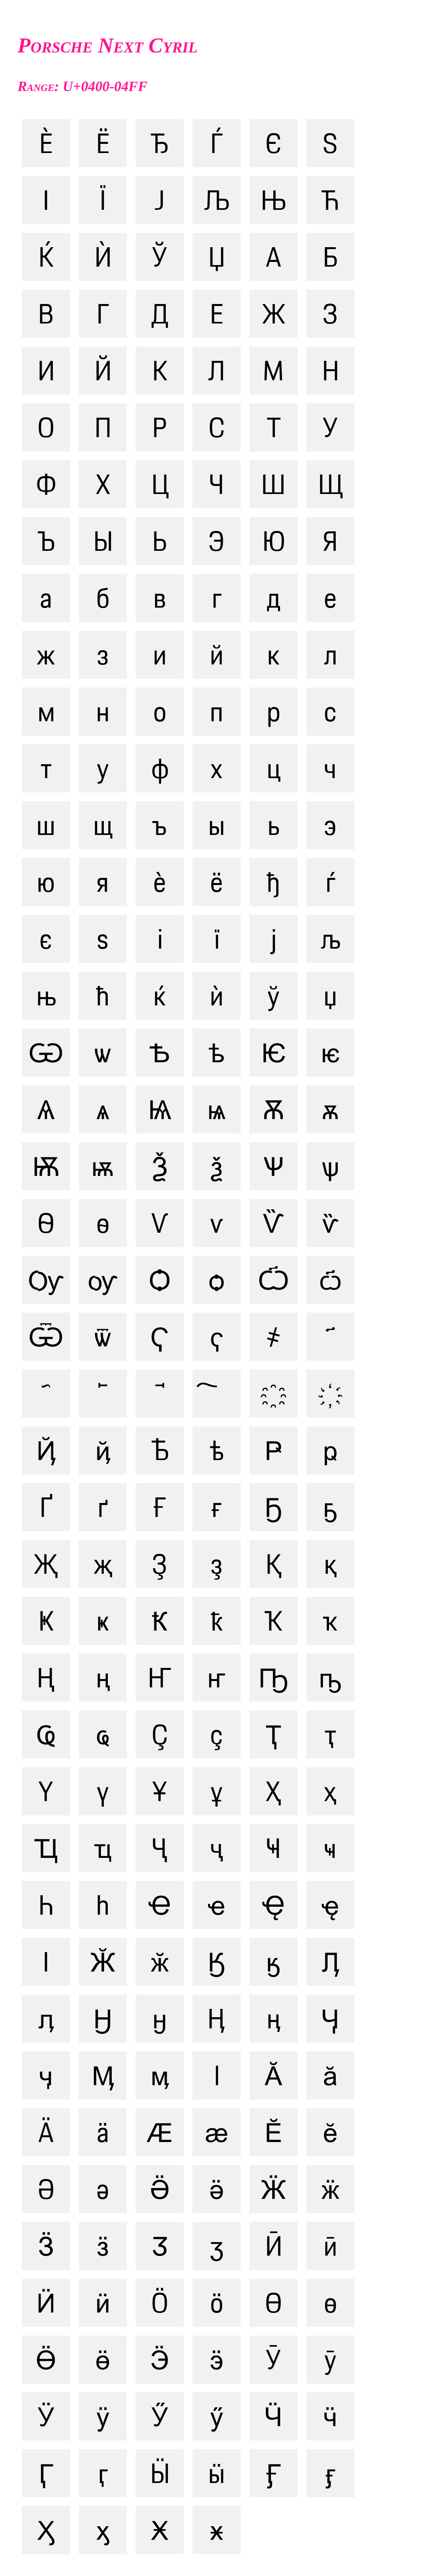 Porsche Next Cyril
Range: U+0400-04FF
Ѐ Ё Ђ Ѓ Є Ѕ
І Ї Ј Љ Њ Ћ
Ќ Ѝ Ў Џ А Б
В Г Д Е Ж З
И Й К Л М Н
О П Р С Т У
Ф Х Ц Ч Ш Щ
Ъ Ы Ь Э Ю Я
а б в г д е
ж з и й к л
м н о п р с
т у ф х ц ч
ш щ ъ ы ь э
ю я ѐ ё ђ ѓ
є ѕ і ї ј љ
њ ћ ќ ѝ ў џ
Ѡ ѡ Ѣ ѣ Ѥ ѥ
Ѧ ѧ Ѩ ѩ Ѫ ѫ
Ѭ ѭ Ѯ ѯ Ѱ ѱ
Ѳ ѳ Ѵ ѵ Ѷ ѷ
Ѹ ѹ Ѻ ѻ Ѽ ѽ
Ѿ ѿ Ҁ ҁ ҂ ҃
҄ ҅ ҆ ҇ ҈ ҉
Ҋ ҋ Ҍ ҍ Ҏ ҏ
Ґ ґ Ғ ғ Ҕ ҕ
Җ җ Ҙ ҙ Қ қ
Ҝ ҝ Ҟ ҟ Ҡ ҡ
Ң ң Ҥ ҥ Ҧ ҧ
Ҩ ҩ Ҫ ҫ Ҭ ҭ
Ү ү Ұ ұ Ҳ ҳ
Ҵ ҵ Ҷ ҷ Ҹ ҹ
Һ һ Ҽ ҽ Ҿ ҿ
Ӏ Ӂ ӂ Ӄ ӄ Ӆ
ӆ Ӈ ӈ Ӊ ӊ Ӌ
ӌ Ӎ ӎ ӏ Ӑ ӑ
Ӓ ӓ Ӕ ӕ Ӗ ӗ
Ә ә Ӛ ӛ Ӝ ӝ
Ӟ ӟ Ӡ ӡ Ӣ ӣ
Ӥ ӥ Ӧ ӧ Ө ө
Ӫ ӫ Ӭ ӭ Ӯ ӯ
Ӱ ӱ Ӳ ӳ Ӵ ӵ
Ӷ ӷ Ӹ ӹ Ӻ ӻ
Ӽ ӽ Ӿ ӿ